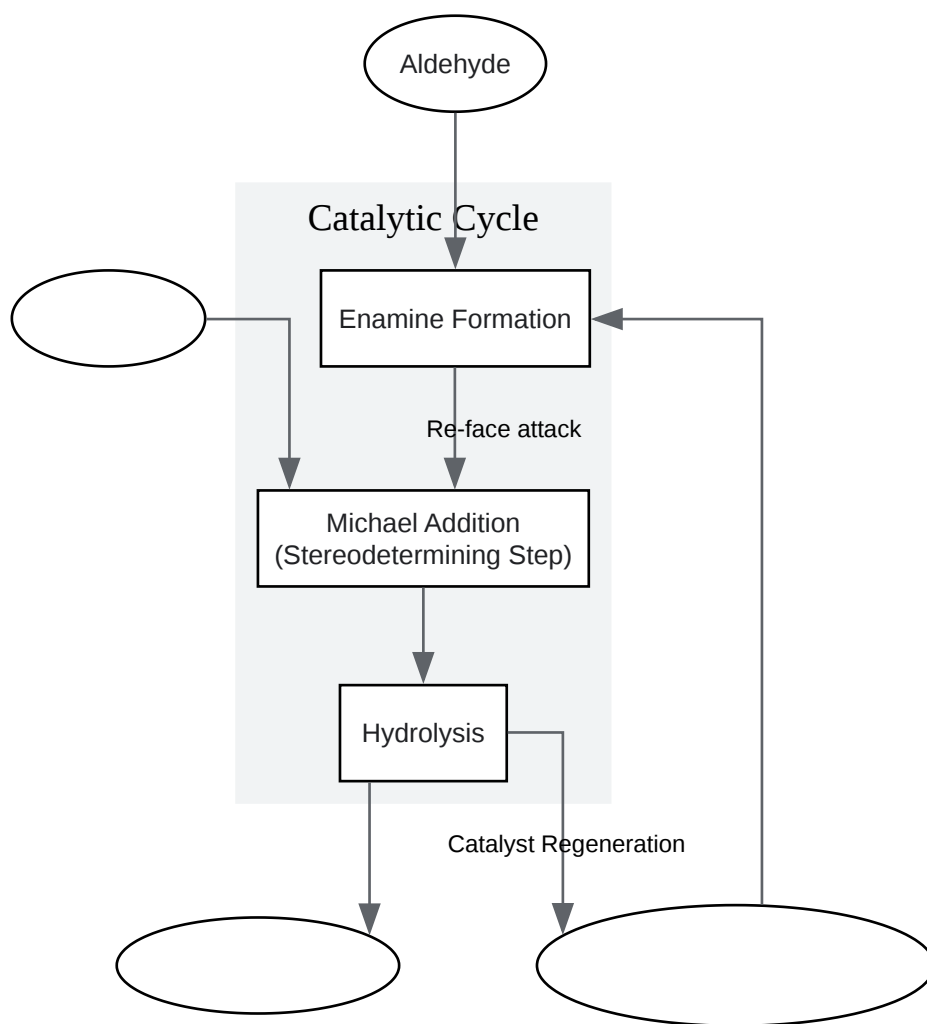 Aldehyde
Catalytic Cycle
Enamine Formation
Re-face attack
Michael Addition
(Stereodetermining Step)
Hydrolysis
Catalyst Regeneration